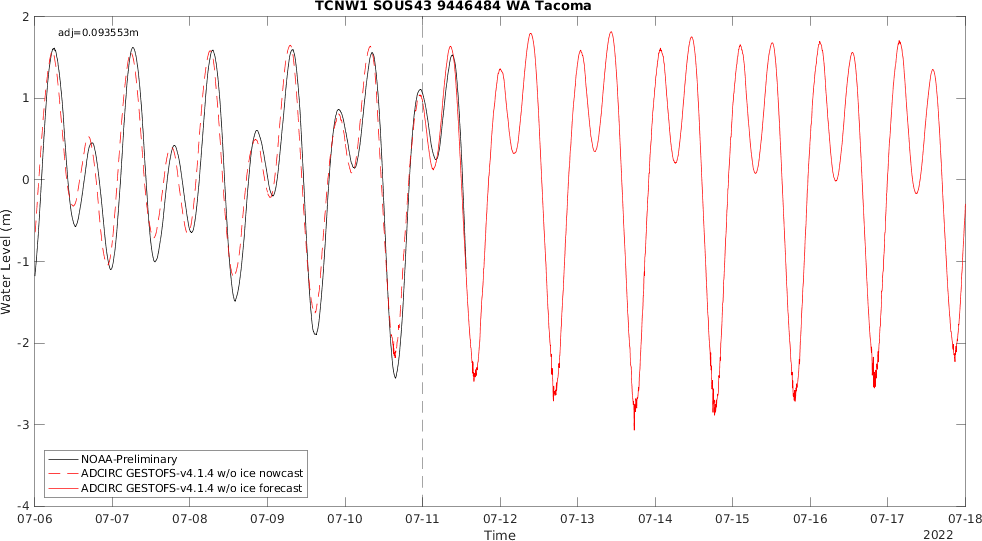 TCNW1 SOUS43 9446484 WA Tacoma
adj=0.093553m
2
1
0
-1
-2
-3
-4
Water Level (m)
NOAA-Preliminary
ADCIRC GESTOFS-v4.1.4 w/o ice nowcast
ADCIRC GESTOFS-v4.1.4 w/o ice forecast
07-06 07-07 07-08 07-09 07-10 07-11 07-12 07-13 07-14 07-15 07-16 07-17 07-18
Time
2022